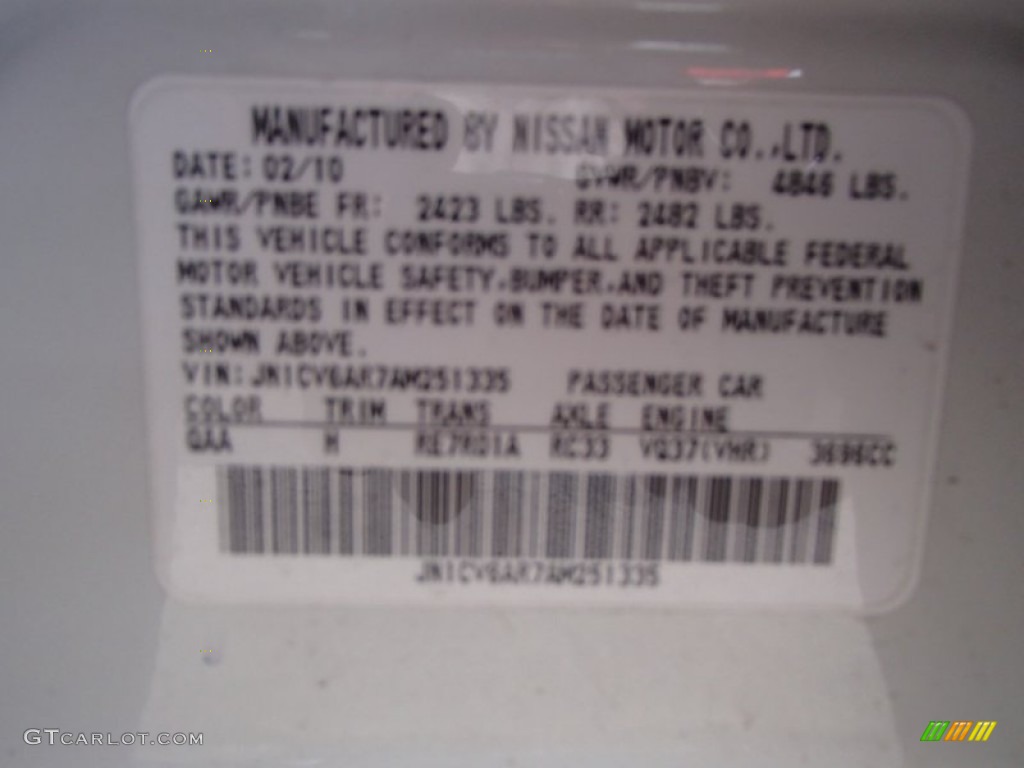 MANUFACTURED BY NISSAN MOTOR CO.,LTD.
DATE: 02/10 GVWR/PNBV: 4846 LBS.
GAWR/PNBE FR: 2423 LBS. RR: 2482 LBS.
THIS VEHICLE CONFORMS TO ALL APPLICABLE FEDERAL
MOTOR VEHICLE SAFETY,BUMPER,AND THEFT PREVENTION
STANDARDS IN EFFECT ON THE DATE OF MANUFACTURE
SHOWN ABOVE.
VIN: JN1CV6AR7AM251335 PASSENGER CAR
COLOR TRIM TRANS AXLE ENGINE
QAA H RE7R01A RC33 VQ37(VHR) 3696CC
JN1CV6AR7AM251335
GTCARLOT.COM